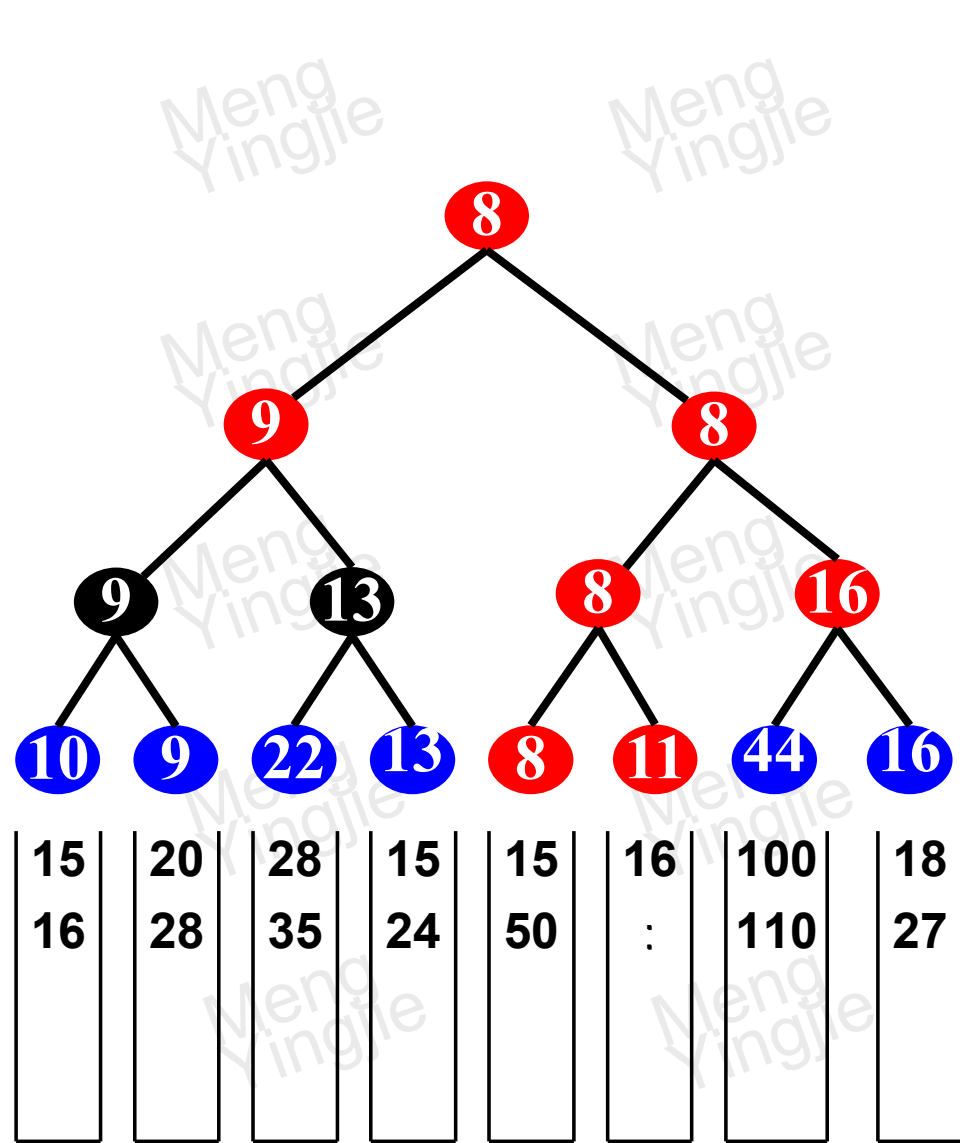 Meng Meng
Yingjie Yingjie
8
Meng Meng
Yingjie Yingjie
9 8
Meng Meng
Yingjie Yingjie
9 13 8 16
10 9 22 13 8 11 44 16
Meng Meng
Yingjie Yingjie
15 20 28 15 15 16 100 18
16 28 35 24 50 : 110 27
Meng Meng
Yingjie Yingjie